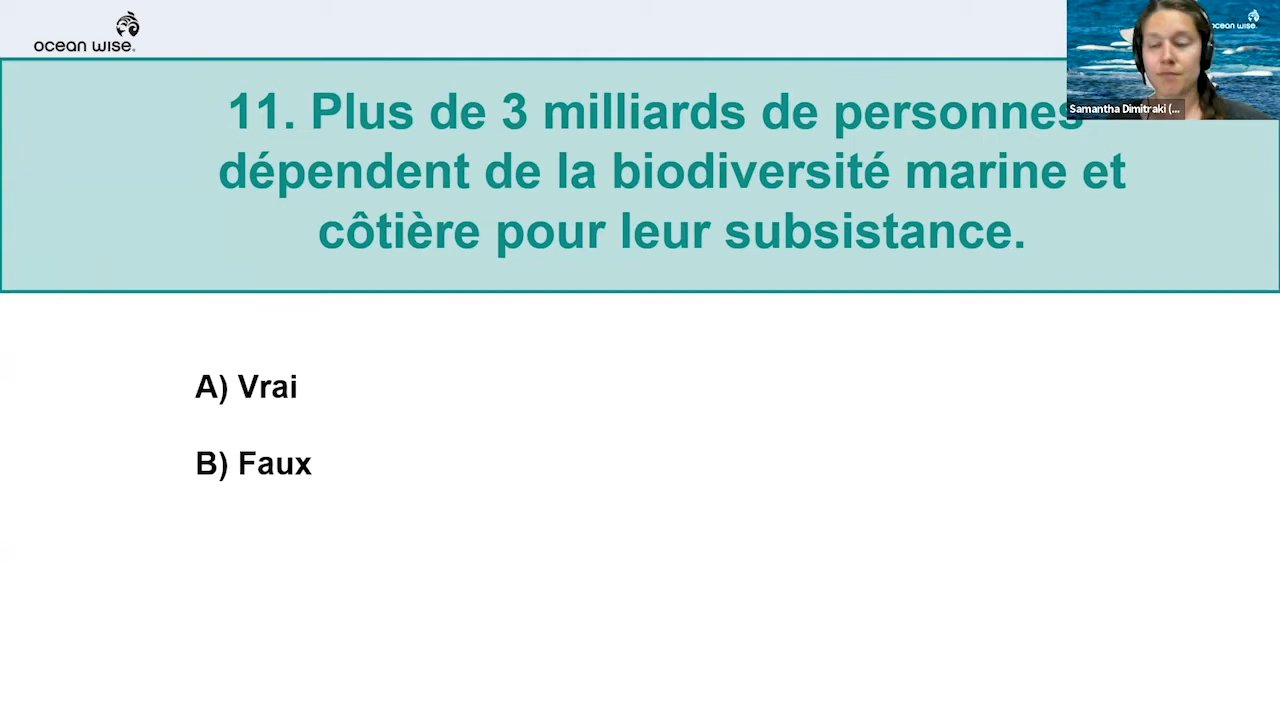 ocean wise
ocean wise
11. Plus de 3 milliards de personnes
Samantha Dimitraki (...
dépendent de la biodiversité marine et
côtière pour leur subsistance.
A) Vrai
B) Faux